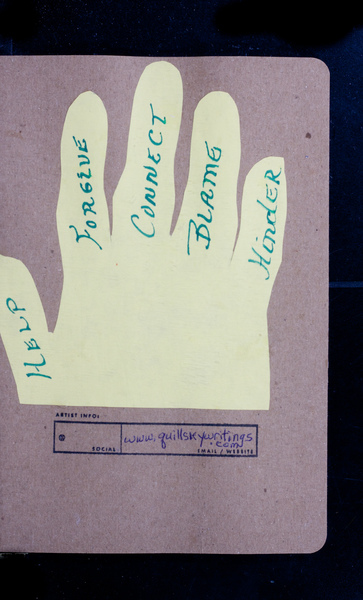 HELP
FORGIVE
CONNECT
BLAME
HINDER
ARTIST INFO:
@
SOCIAL
www.quillskywritings
.com
EMAIL / WEBSITE